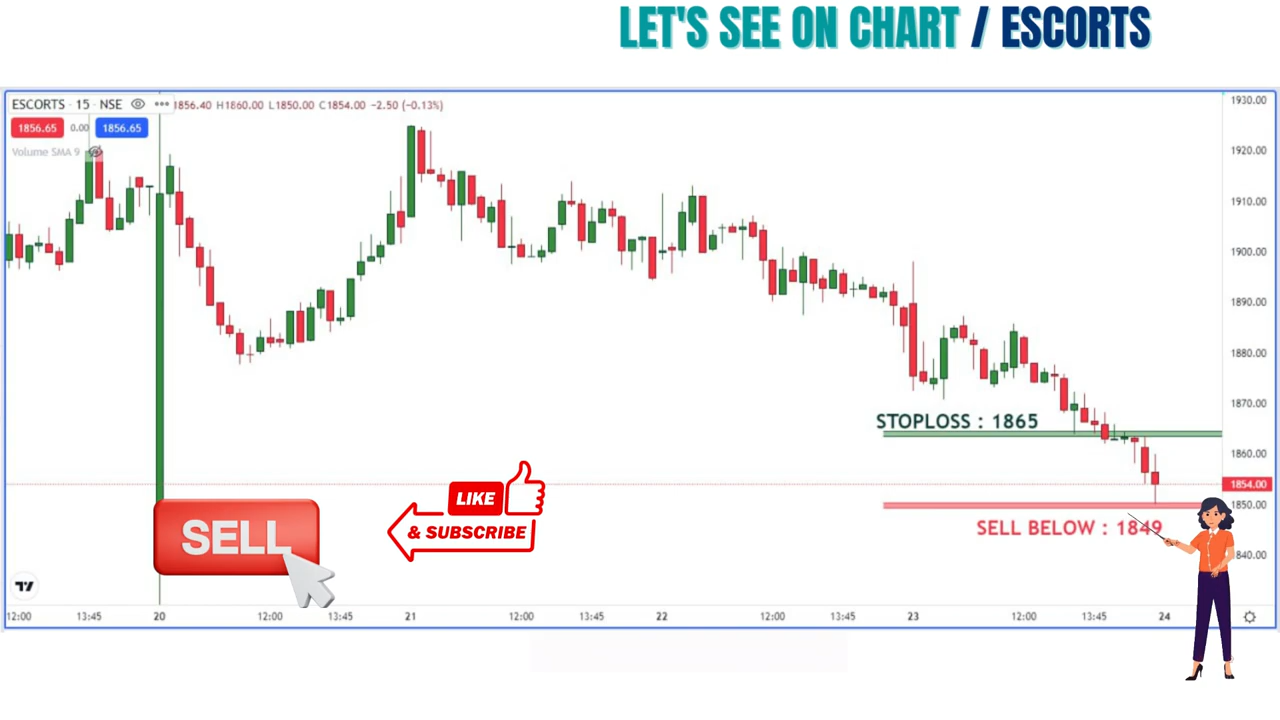 LET'S SEE ON CHART / ESCORTS
ESCORTS · 15 · NSE ••• 1856.40 H1860.00 L1850.00 C1854.00 −2.50 (−0.13%)
1856.65 0.00 1856.65
Volume SMA 9
1930.00
1920.00
1910.00
1900.00
1890.00
1880.00
1870.00
STOPLOSS : 1865
1860.00
1854.00
1850.00
LIKE
& SUBSCRIBE
SELL
SELL BELOW : 1849
1840.00
12:00 13:45 20 12:00 13:45 21 12:00 13:45 22 12:00 13:45 23 12:00 13:45 24